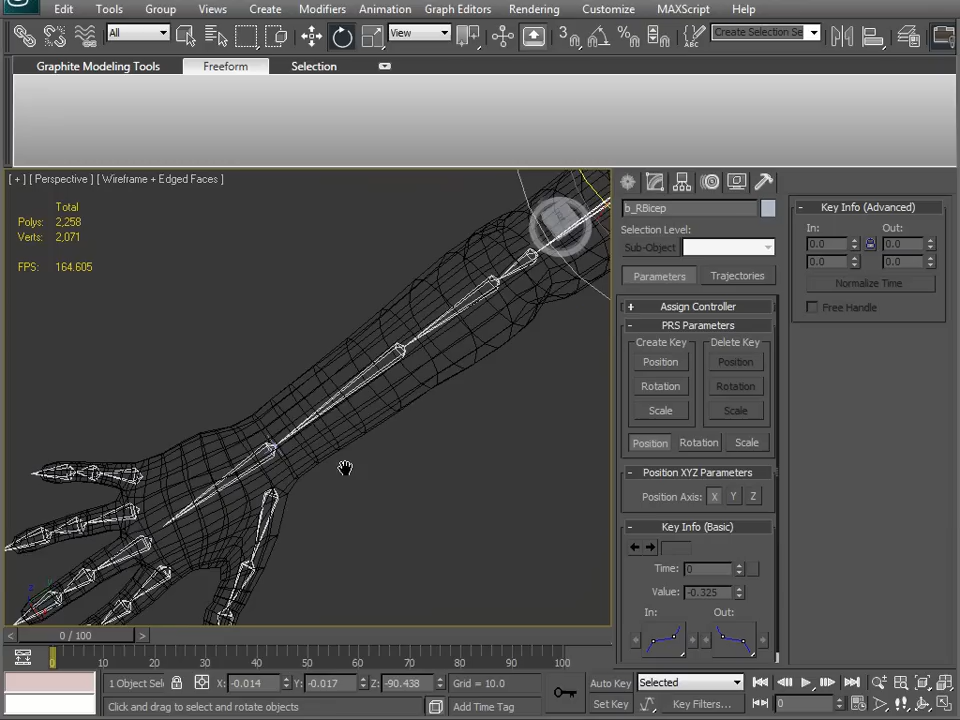 Edit Tools Group Views Create Modifiers Animation Graph Editors Rendering Customize MAXScript Help
All View 3 % ABC Create Selection Se
Graphite Modeling Tools Freeform Selection
[ + ] [ Perspective ] [ Wireframe + Edged Faces ]
Total
Polys: 2,258
Verts: 2,071
FPS: 164.605
b_RBicep
Selection Level:
Sub-Object
Parameters Trajectories
+ Assign Controller
- PRS Parameters
Create Key Delete Key
Position Position
Rotation Rotation
Scale Scale
Position Rotation Scale
- Position XYZ Parameters
Position Axis: X Y Z
- Key Info (Basic)
Time: 0
Value: -0.325
In: Out:
- Key Info (Advanced)
In: Out:
0.0 0.0
0.0 0.0
Normalize Time
Free Handle
< 0 / 100 >
0 10 20 30 40 50 60 70 80 90 100
1 Object Sel X: -0.014 Y: -0.017 Z: -90.438 Grid = 10.0 Auto Key Selected
Click and drag to select and rotate objects Add Time Tag Set Key Key Filters... 0